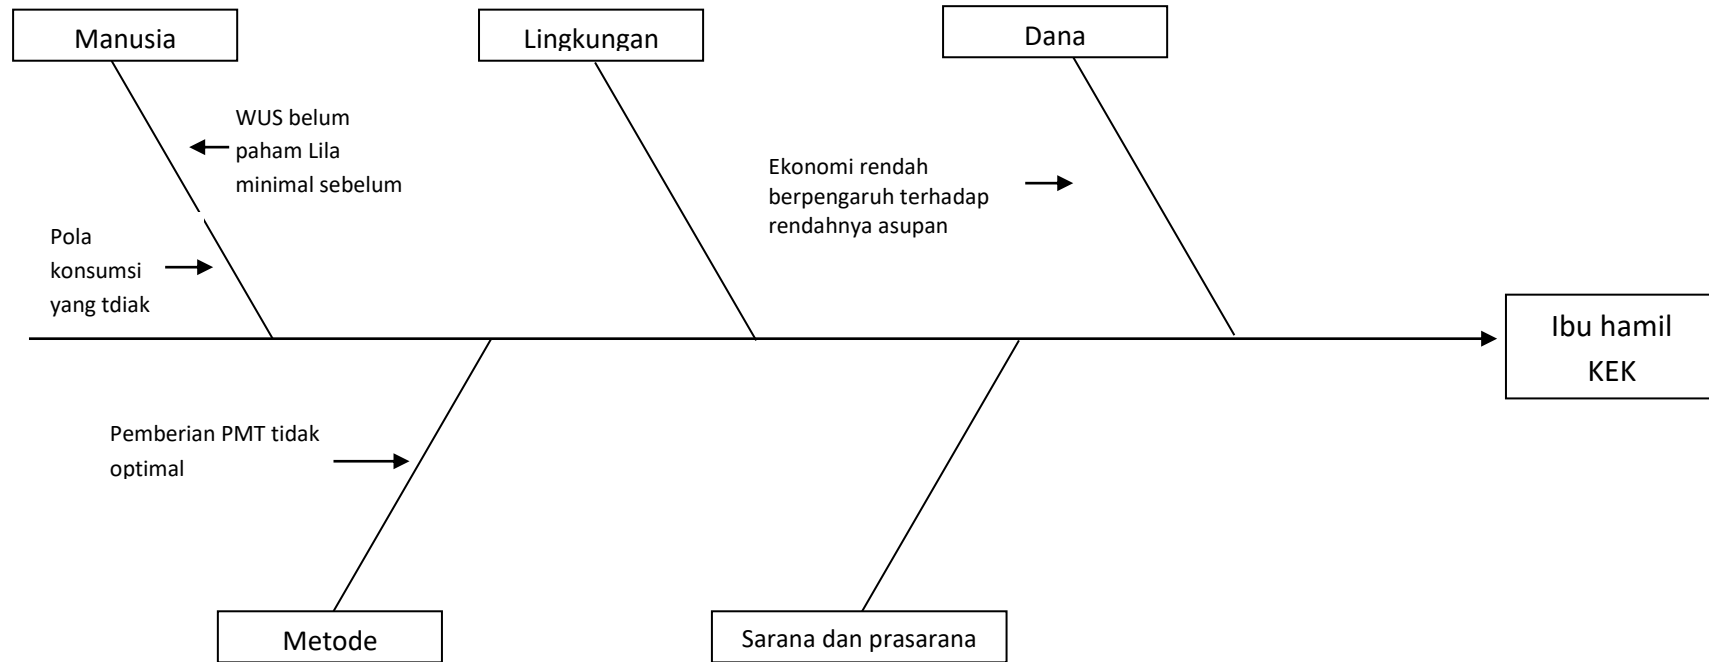 Manusia
Lingkungan
Dana
WUS belum
paham Lila
minimal sebelum
Ekonomi rendah
berpengaruh terhadap
rendahnya asupan
Pola
konsumsi
yang tdiak
Ibu hamil
KEK
Pemberian PMT tidak
optimal
Metode
Sarana dan prasarana